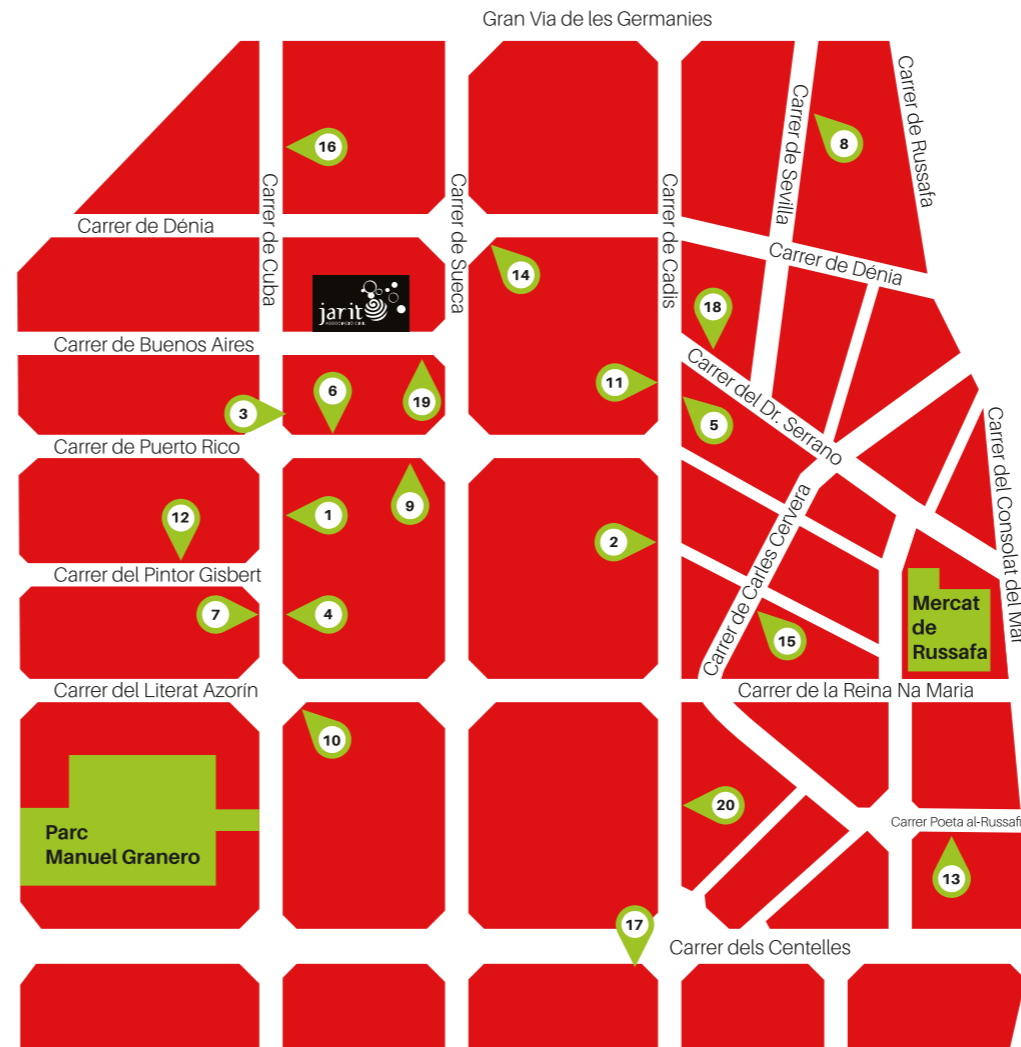 Gran Via de les Germanies
Carrer de Russafa
Carrer de Sevilla
8
16
Carrer de Cuba
Carrer de Sueca
Carrer de Cadis
Carrer de Dénia
Carrer de Dénia
14
jarit
18
Carrer de Buenos Aires
Carrer del Dr. Serrano
6
11
19
3
5
Carrer del Consolat del Mar
Carrer de Puerto Rico
9
1
12
2
Carrer de Carles Cervera
Carrer del Pintor Gisbert
7
4
15
Mercat
de
Russafa
Carrer del Literat Azorín
Carrer de la Reina Na Maria
10
20
Parc
Manuel Granero
Carrer Poeta al-Russafí
13
17
Carrer dels Centelles